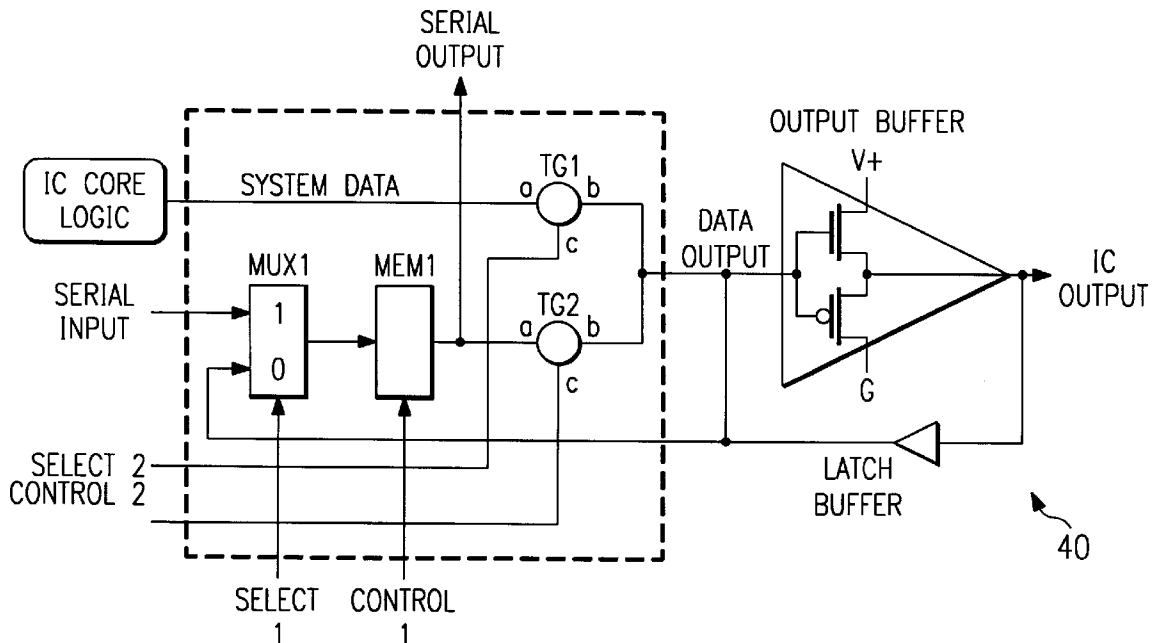 SERIAL
OUTPUT
OUTPUT BUFFER
V+
IC CORE
LOGIC
SYSTEM DATA
TG1
a
b
c
DATA
OUTPUT
MUX1
MEM1
SERIAL
INPUT
1
0
TG2
a
b
c
IC
OUTPUT
G
SELECT 2
CONTROL 2
LATCH
BUFFER
40
SELECT
1
CONTROL
1